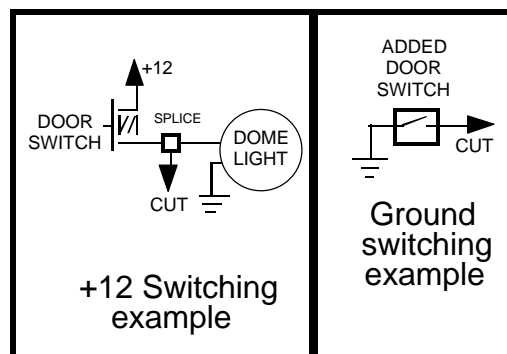 +12
DOOR
SWITCH
SPLICE
DOME
LIGHT
CUT
+12 Switching
example
ADDED
DOOR
SWITCH
CUT
Ground
switching
example